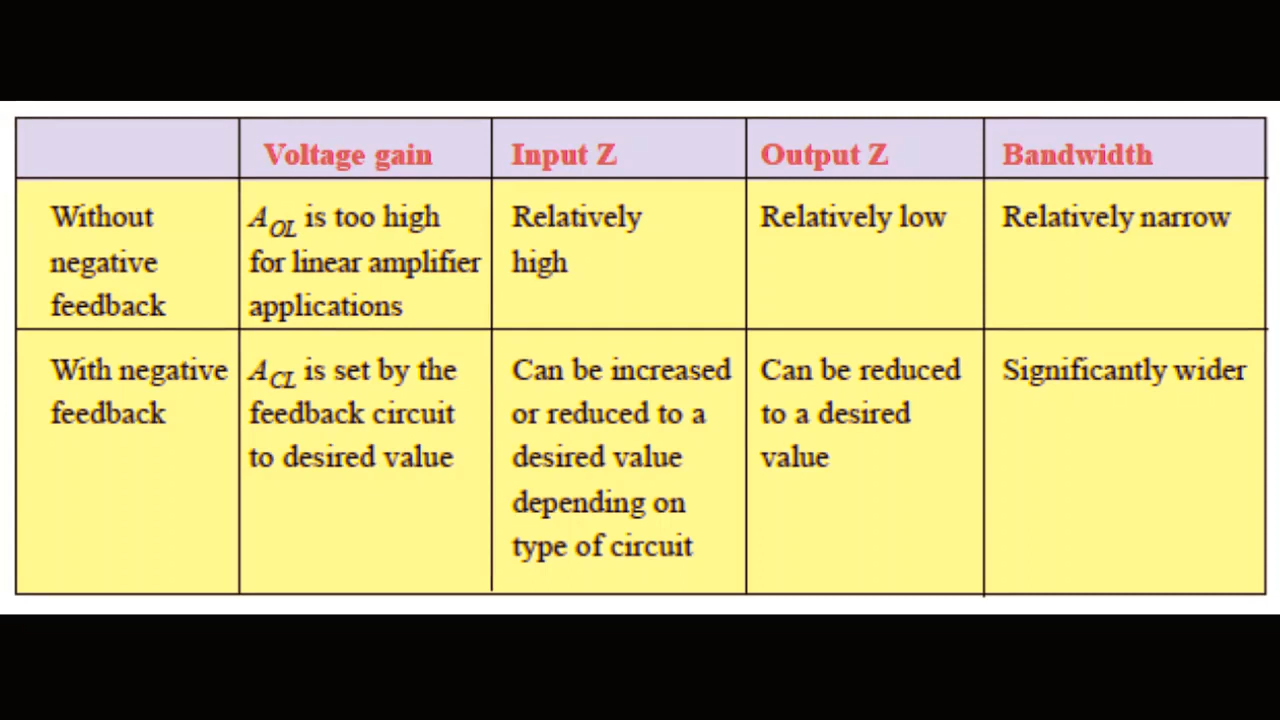 Voltage gain Input Z Output Z Bandwidth
Without negative feedback
A_OL is too high for linear amplifier applications
Relatively high
Relatively low
Relatively narrow
With negative feedback
A_CL is set by the feedback circuit to desired value
Can be increased or reduced to a desired value depending on type of circuit
Can be reduced to a desired value
Significantly wider